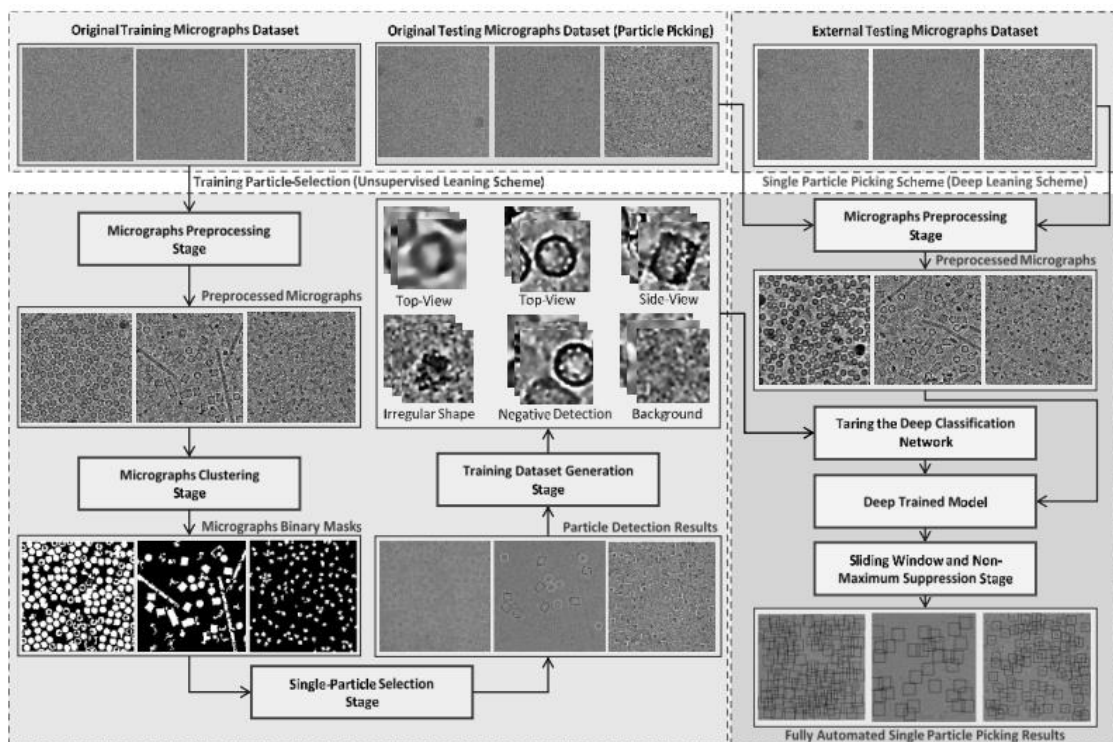 Original Training Micrographs Dataset
Original Testing Micrographs Dataset (Particle Picking)
External Testing Micrographs Dataset
Training Particle-Selection (Unsupervised Leaning Scheme)
Single Particle Picking Scheme (Deep Leaning Scheme)
Micrographs Preprocessing
Stage
Preprocessed Micrographs
Micrographs Clustering
Stage
Micrographs Binary Masks
Single-Particle Selection
Stage
Particle Detection Results
Training Dataset Generation
Stage
Top-View
Top-View
Side-View
Irregular Shape
Negative Detection
Background
Micrographs Preprocessing
Stage
Preprocessed Micrographs
Taring the Deep Classification
Network
Deep Trained Model
Sliding Window and Non-
Maximum Suppression Stage
Fully Automated Single Particle Picking Results